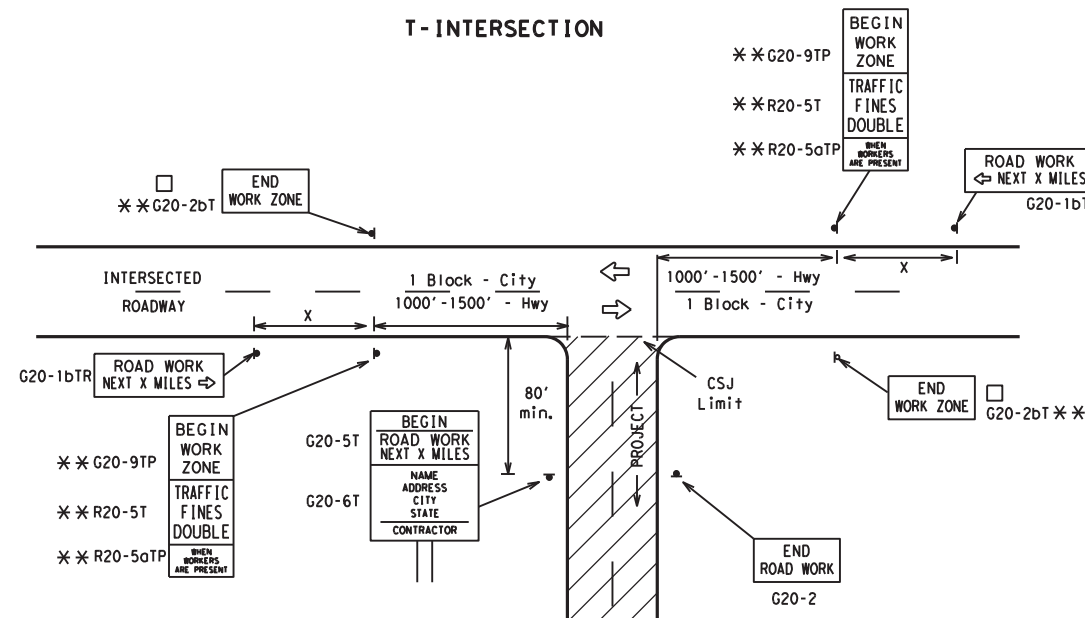 T-INTERSECTION
BEGIN
WORK
ZONE
TRAFFIC
FINES
DOUBLE
WHEN
WORKERS
ARE PRESENT
**G20-9TP
**R20-5T
**R20-5aTP
ROAD WORK
⇦ NEXT X MILES
G20-1bT
END
WORK ZONE
□
**G20-2bT
INTERSECTED
ROADWAY
X
1 Block - City
1000'-1500' - Hwy
⇦
⇨
1000'-1500' - Hwy
1 Block - City
X
G20-1bTR
ROAD WORK
NEXT X MILES ⇨
80'
min.
PROJECT
CSJ
Limit
END
WORK ZONE
□
G20-2bT **
**G20-9TP
**R20-5T
**R20-5aTP
BEGIN
WORK
ZONE
TRAFFIC
FINES
DOUBLE
WHEN
WORKERS
ARE PRESENT
G20-5T
G20-6T
BEGIN
ROAD WORK
NEXT X MILES
NAME
ADDRESS
CITY
STATE
CONTRACTOR
END
ROAD WORK
G20-2